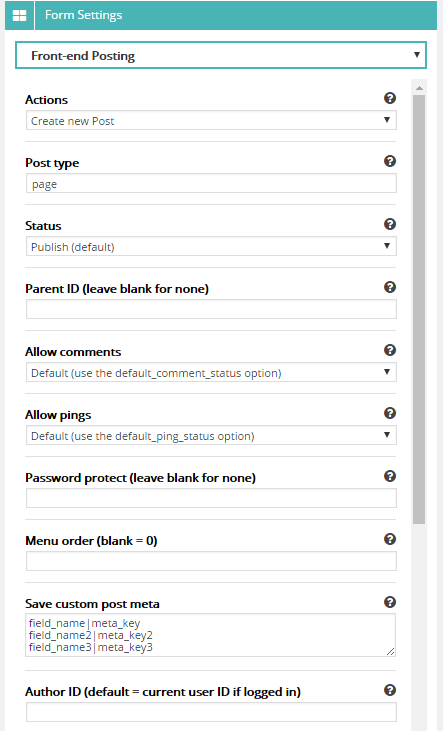 Form Settings
Front-end Posting
Actions
Create new Post
Post type
page
Status
Publish (default)
Parent ID (leave blank for none)
Allow comments
Default (use the default_comment_status option)
Allow pings
Default (use the default_ping_status option)
Password protect (leave blank for none)
Menu order (blank = 0)
Save custom post meta
field_name|meta_key
field_name2|meta_key2
field_name3|meta_key3
Author ID (default = current user ID if logged in)